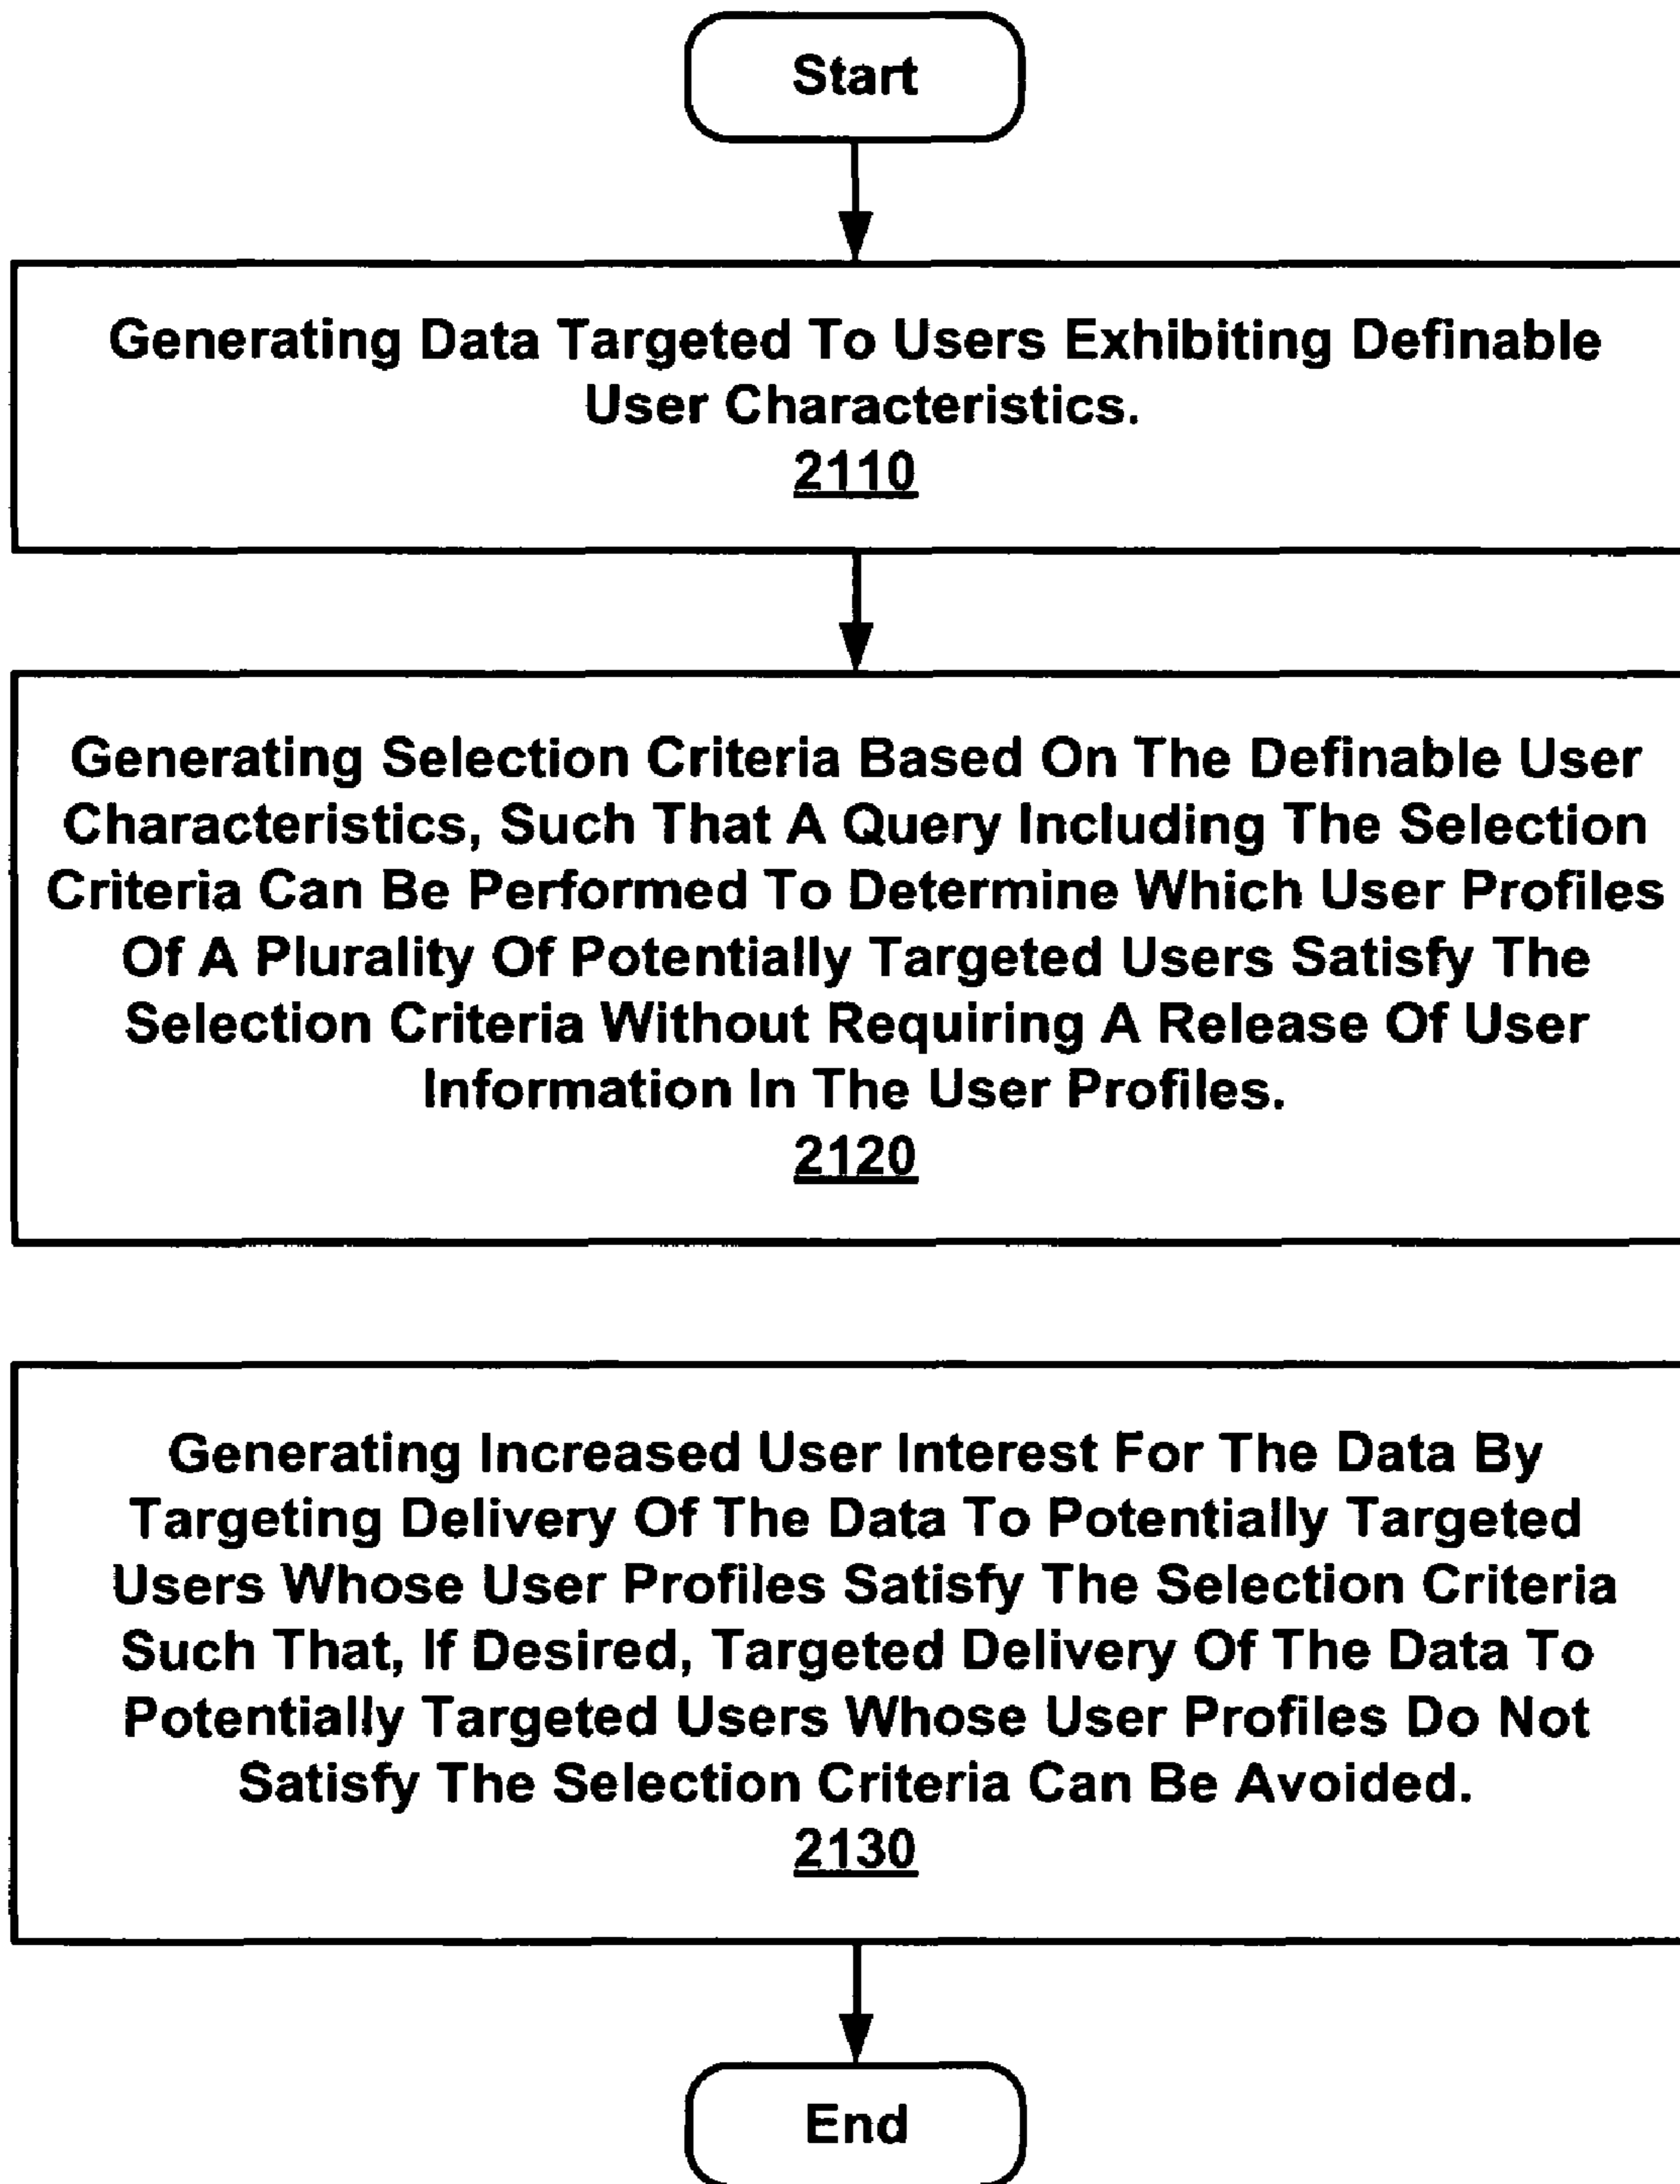 Start
Generating Data Targeted To Users Exhibiting Definable
User Characteristics.
2110
Generating Selection Criteria Based On The Definable User
Characteristics, Such That A Query Including The Selection
Criteria Can Be Performed To Determine Which User Profiles
Of A Plurality Of Potentially Targeted Users Satisfy The
Selection Criteria Without Requiring A Release Of User
Information In The User Profiles.
2120
Generating Increased User Interest For The Data By
Targeting Delivery Of The Data To Potentially Targeted
Users Whose User Profiles Satisfy The Selection Criteria
Such That, If Desired, Targeted Delivery Of The Data To
Potentially Targeted Users Whose User Profiles Do Not
Satisfy The Selection Criteria Can Be Avoided.
2130
End